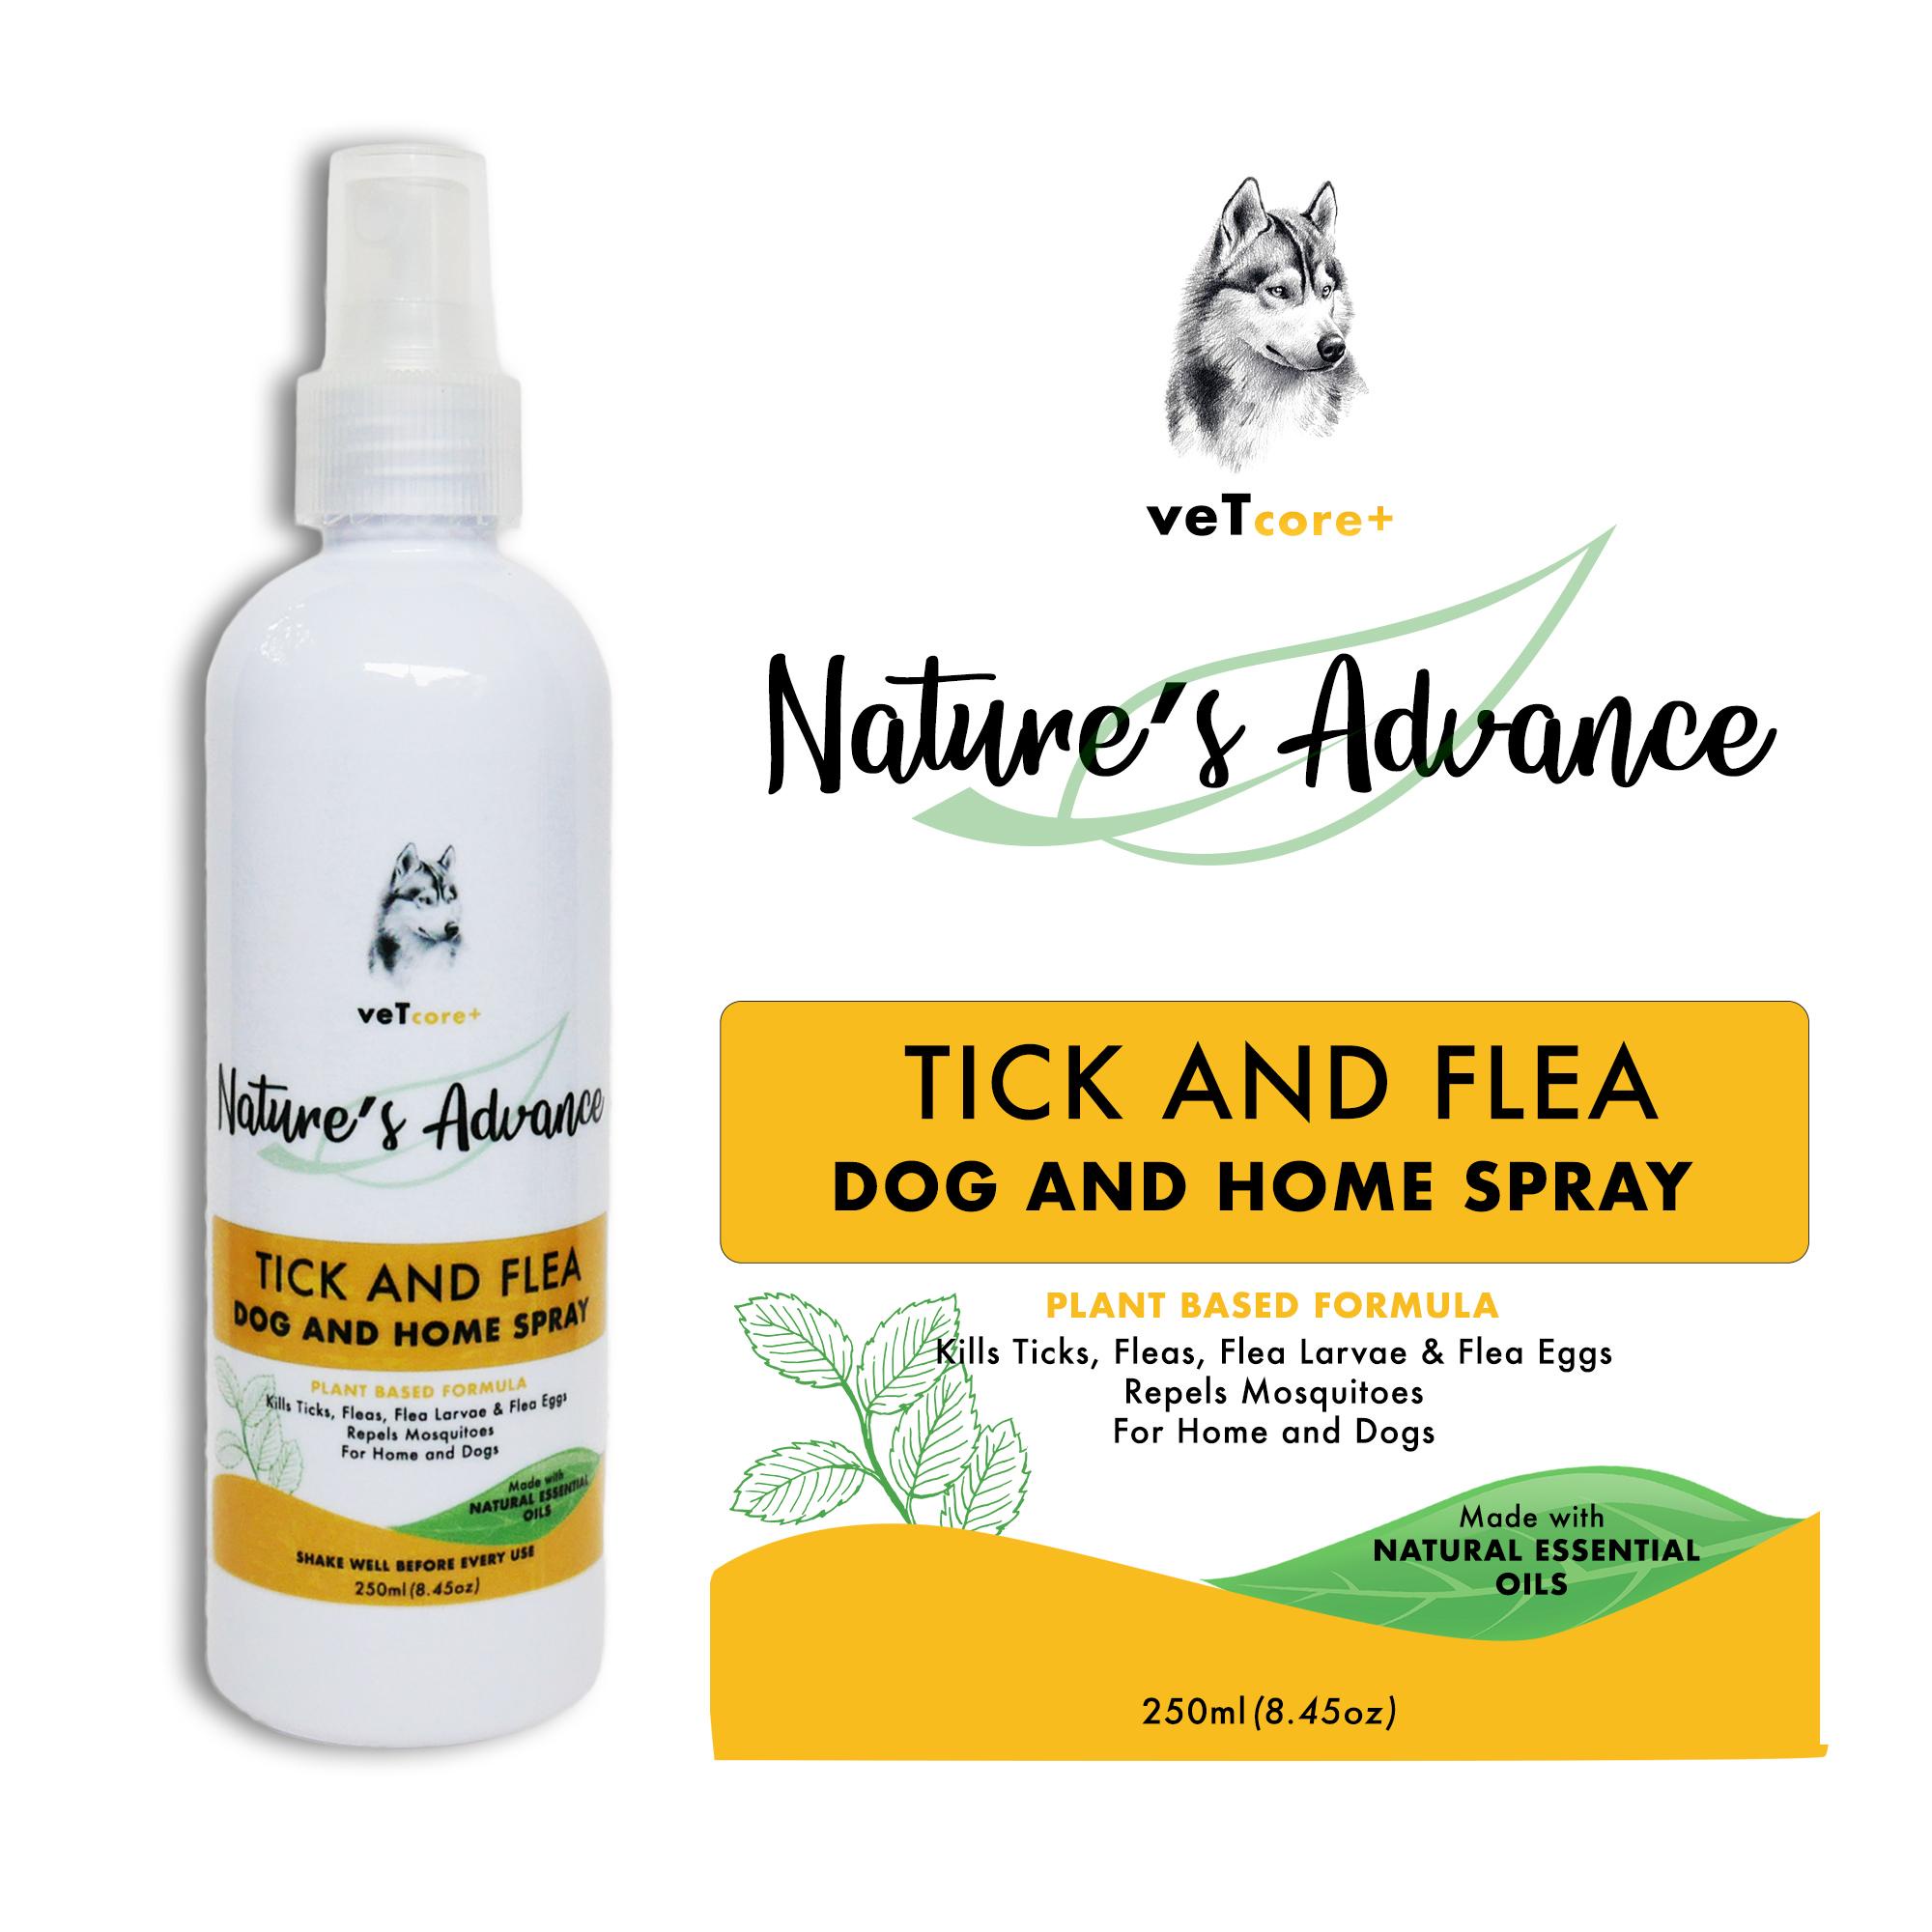 veTcore+
Nature's Advance
TICK AND FLEA
DOG AND HOME SPRAY
PLANT BASED FORMULA
Kills Ticks, Fleas, Flea Larvae & Flea Eggs
Repels Mosquitoes
For Home and Dogs
Made with
NATURAL ESSENTIAL
OILS
SHAKE WELL BEFORE EVERY USE
250ml (8.45oz)
veTcore+
Nature's Advance
TICK AND FLEA
DOG AND HOME SPRAY
PLANT BASED FORMULA
Kills Ticks, Fleas, Flea Larvae & Flea Eggs
Repels Mosquitoes
For Home and Dogs
Made with
NATURAL ESSENTIAL
OILS
250ml (8.45oz)